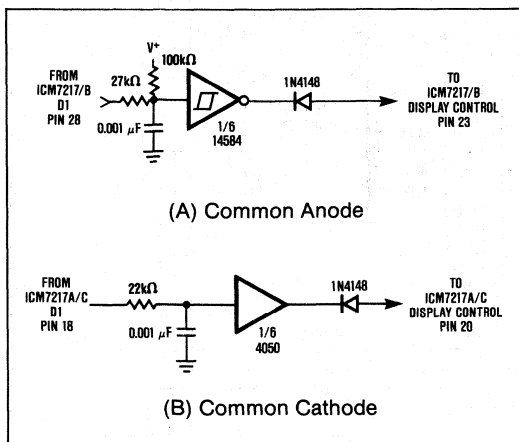 V+
100kΩ
FROM
ICM7217/B
D1
PIN 28
27kΩ
0.001 µF
1/6
14584
1N4148
TO
ICM7217/B
DISPLAY CONTROL
PIN 23
(A) Common Anode
FROM
ICM7217A/C
D1
PIN 18
22kΩ
0.001 µF
1/6
4050
1N4148
TO
ICM7217A/C
DISPLAY CONTROL
PIN 20
(B) Common Cathode